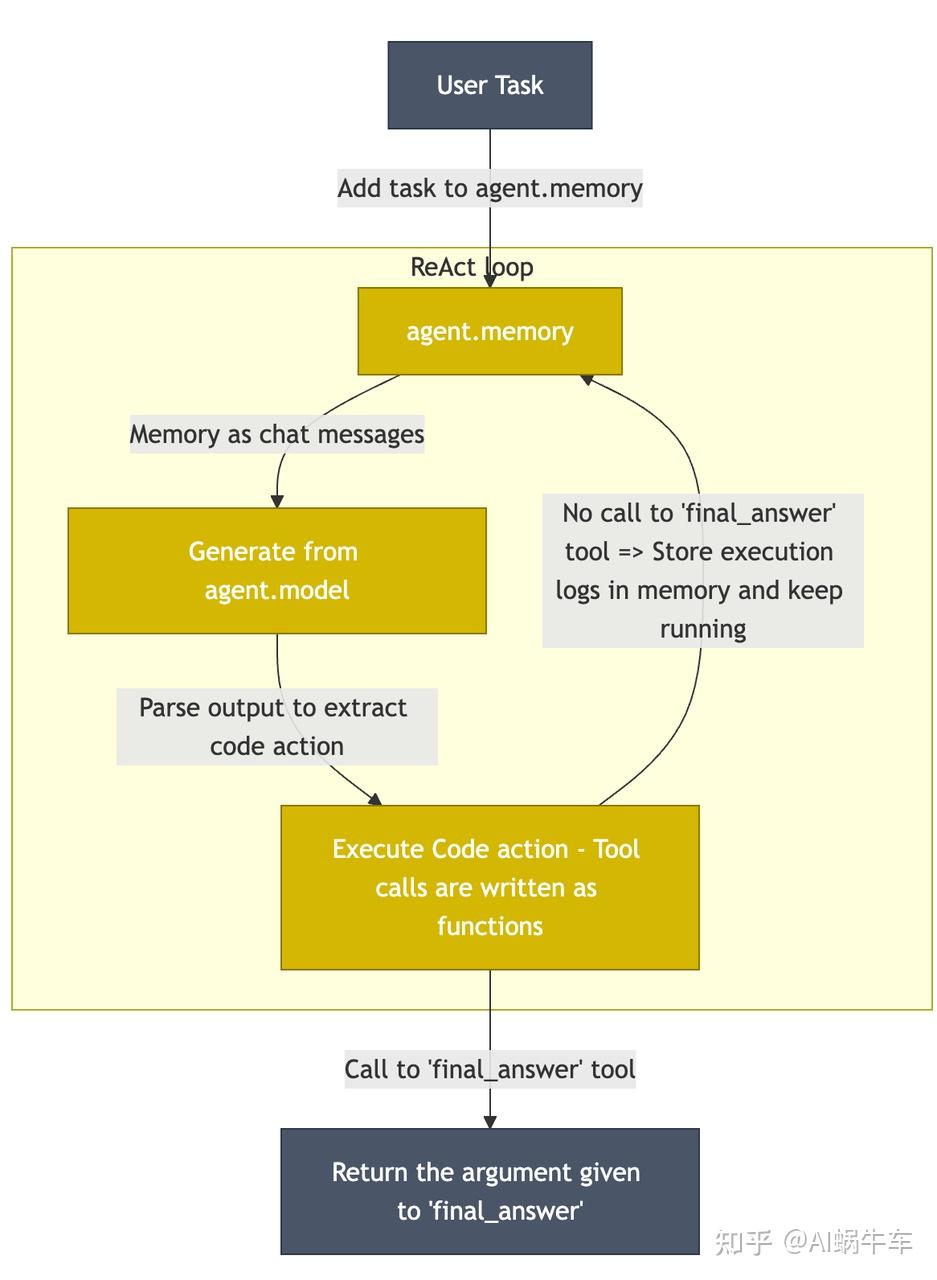 User Task
Add task to agent.memory
ReAct loop
agent.memory
Memory as chat messages
Generate from
agent.model
No call to 'final_answer'
tool => Store execution
logs in memory and keep
running
Parse output to extract
code action
Execute Code action - Tool
calls are written as
functions
Call to 'final_answer' tool
Return the argument given
to 'final_answer'
知乎 @AI蜗牛车